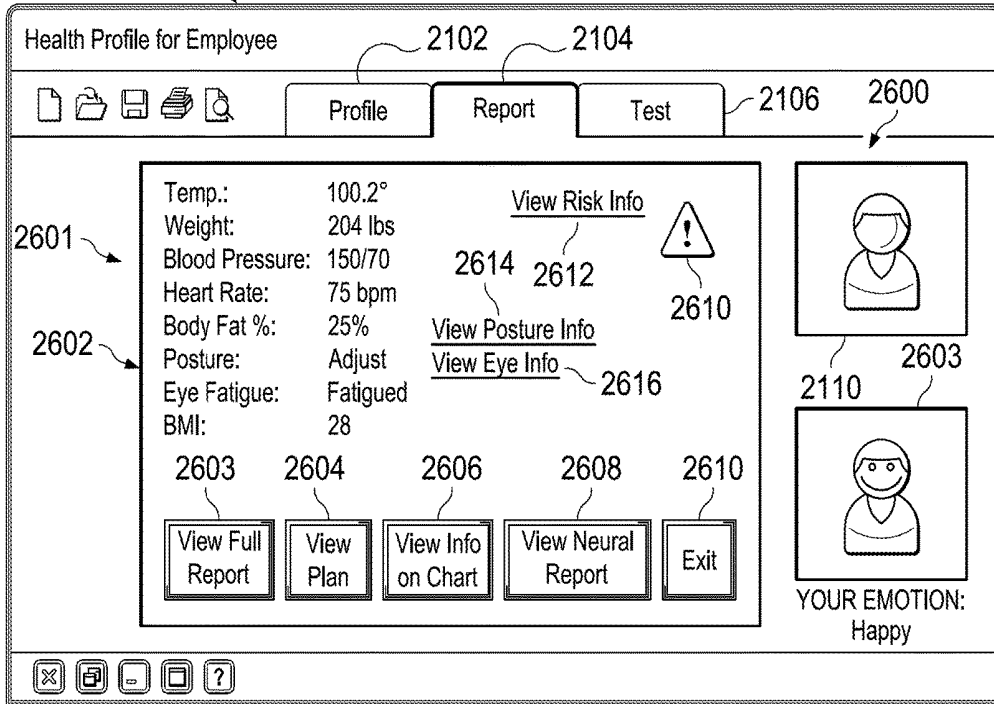 Health Profile for Employee
2102
2104
Profile
Report
Test
2106
2600
2601
2602
Temp.: 100.2°
Weight: 204 lbs
Blood Pressure: 150/70
Heart Rate: 75 bpm
Body Fat %: 25%
Posture: Adjust
Eye Fatigue: Fatigued
BMI: 28
View Risk Info
2612
!
2610
2614
View Posture Info
View Eye Info
2616
2110
2603
2603
2604
2606
2608
2610
View Full
Report
View
Plan
View Info
on Chart
View Neural
Report
Exit
YOUR EMOTION:
Happy
?